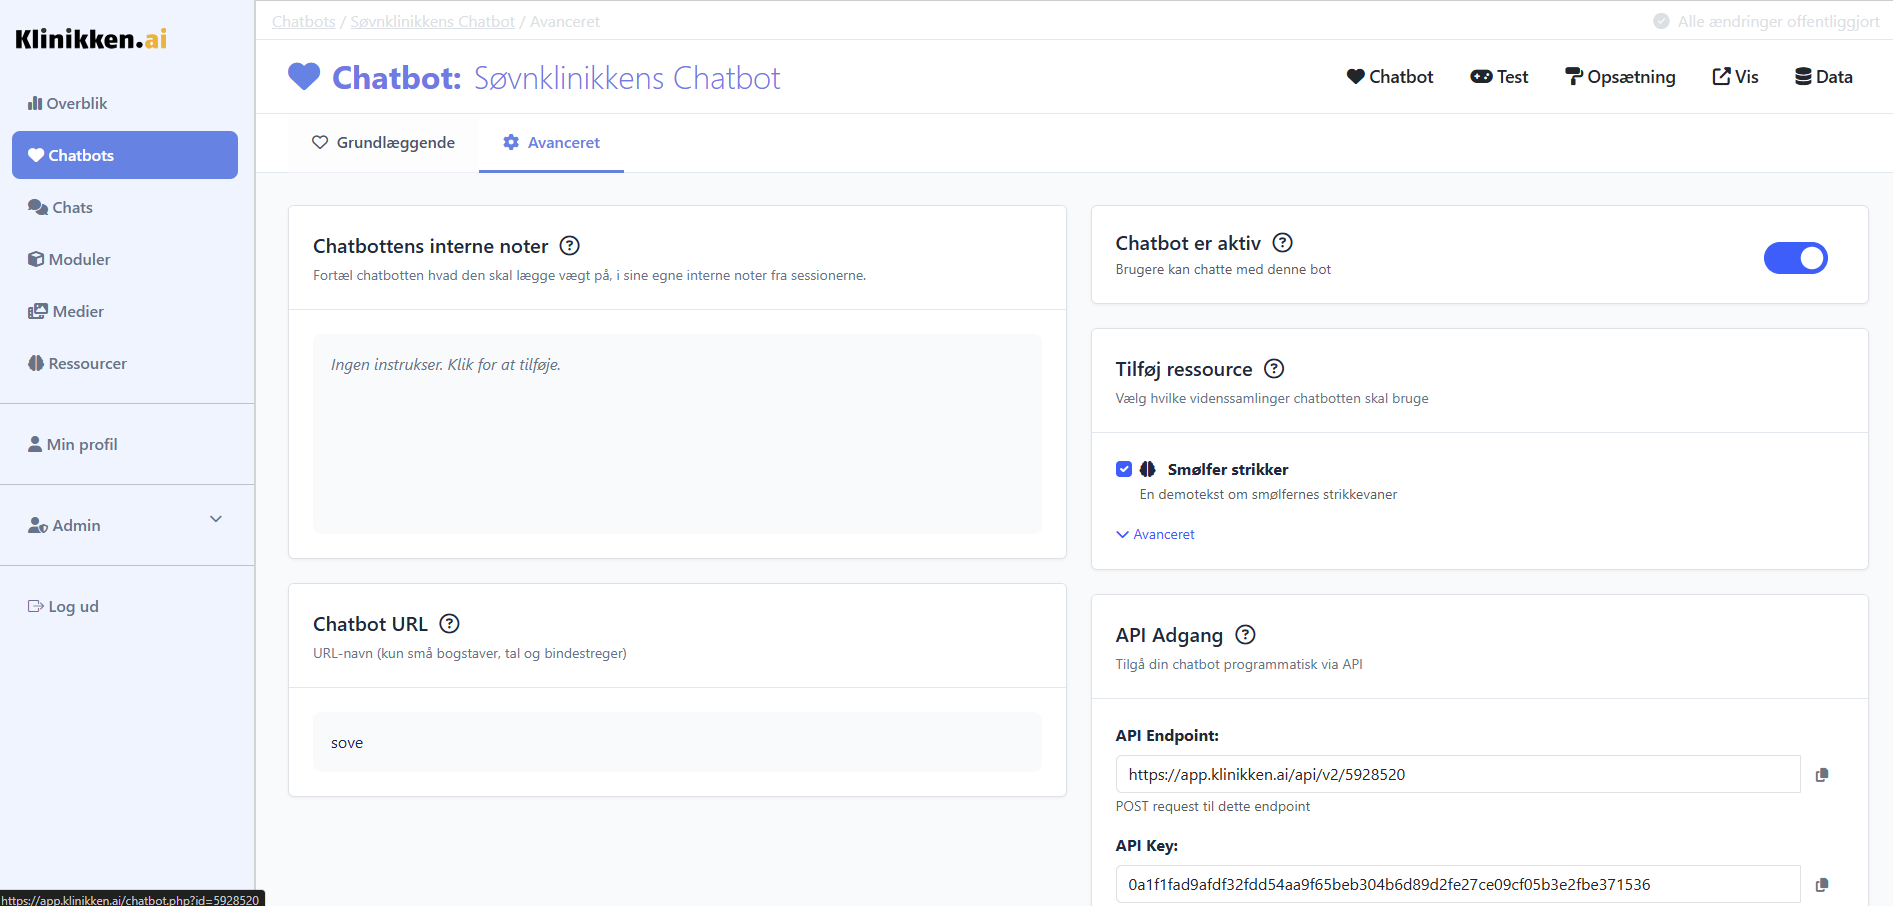 Klinikken.ai
Overblik
Chatbots
Chats
Moduler
Medier
Ressourcer
Min profil
Admin
Log ud
https://app.klinikken.ai/chatbot.php?id=5928520
Chatbots / Søvnklinikkens Chatbot / Avanceret
Alle ændringer offentliggjort
Chatbot: Søvnklinikkens Chatbot
Chatbot
Test
Opsætning
Vis
Data
Grundlæggende
Avanceret
Chatbottens interne noter ?
Fortæl chatbotten hvad den skal lægge vægt på, i sine egne interne noter fra sessionerne.
Ingen instrukser. Klik for at tilføje.
Chatbot URL ?
URL-navn (kun små bogstaver, tal og bindestreger)
sove
Chatbot er aktiv ?
Brugere kan chatte med denne bot
Tilføj ressource ?
Vælg hvilke videnssamlinger chatbotten skal bruge
Smølfer strikker
En demotekst om smølfernes strikkevaner
Avanceret
API Adgang ?
Tilgå din chatbot programmatisk via API
API Endpoint:
https://app.klinikken.ai/api/v2/5928520
POST request til dette endpoint
API Key:
0a1f1fad9afdf32fdd54aa9f65beb304b6d89d2fe27ce09cf05b3e2fbe371536